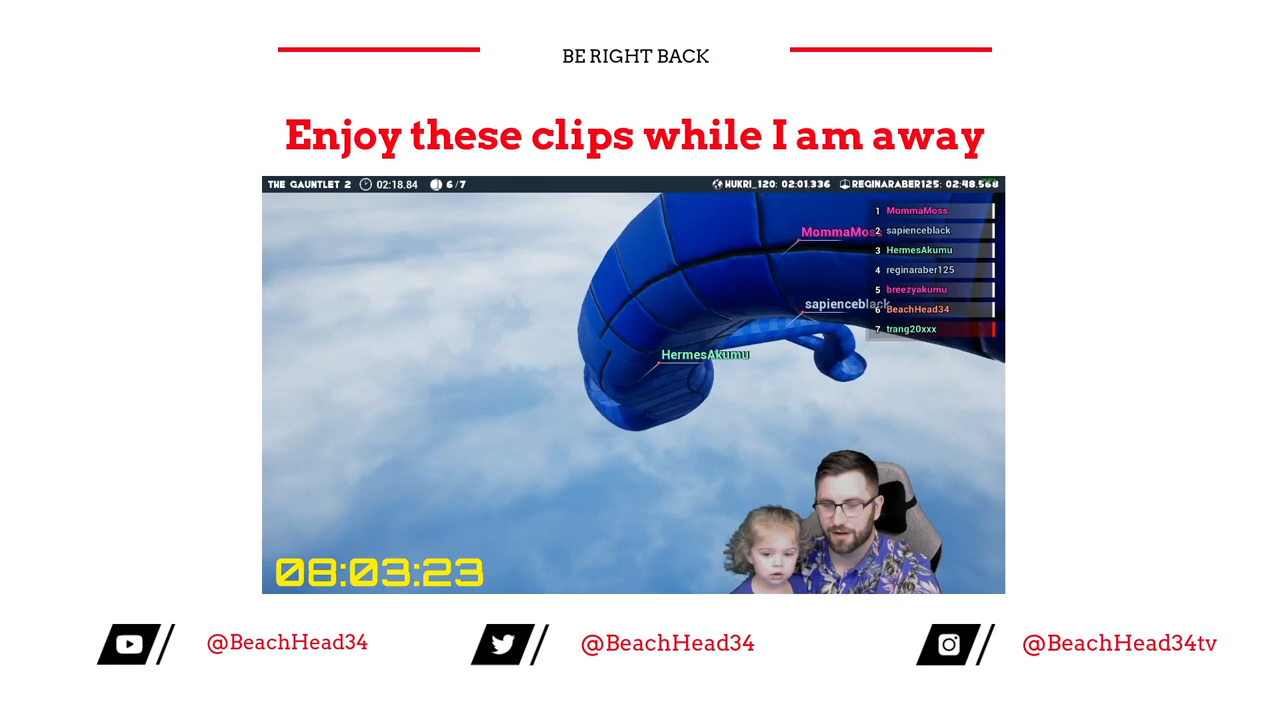 BE RIGHT BACK
Enjoy these clips while I am away
THE GAUNTLET 2 02:18.84 6/7 WUKRI_120: 02:01.336 REGINARABER125: 02:48.568
1 MommaMoss
MommaMoss
2 sapienceblack
3 HermesAkumu
4 reginaraber125
5 breezyakumu
sapienceblack
6 BeachHead34
7 trang20xxx
HermesAkumu
08:03:23
@BeachHead34 @BeachHead34 @BeachHead34tv